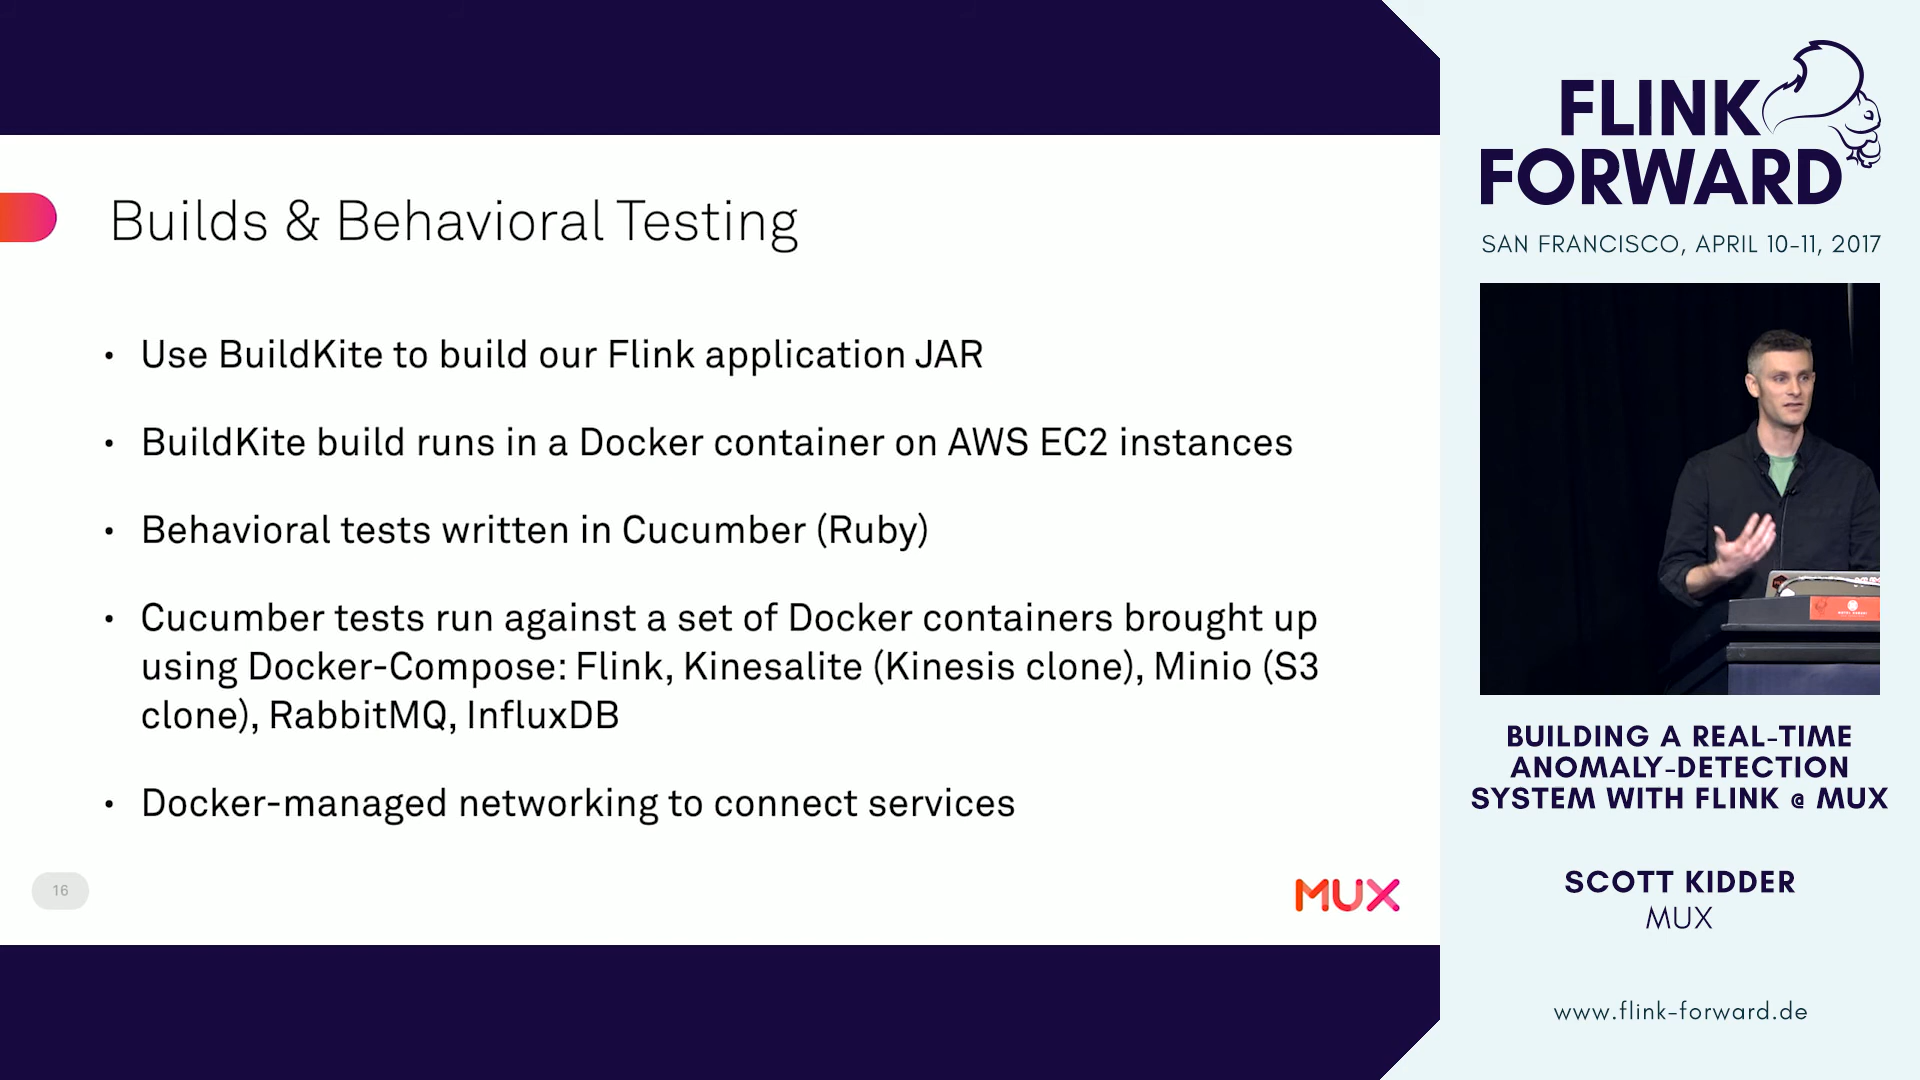 Builds & Behavioral Testing
• Use BuildKite to build our Flink application JAR
• BuildKite build runs in a Docker container on AWS EC2 instances
• Behavioral tests written in Cucumber (Ruby)
• Cucumber tests run against a set of Docker containers brought up
using Docker-Compose: Flink, Kinesalite (Kinesis clone), Minio (S3
clone), RabbitMQ, InfluxDB
• Docker-managed networking to connect services
16
MUX
FLINK
FORWARD
SAN FRANCISCO, APRIL 10-11, 2017
BUILDING A REAL-TIME
ANOMALY-DETECTION
SYSTEM WITH FLINK @ MUX
SCOTT KIDDER
MUX
www.flink-forward.de